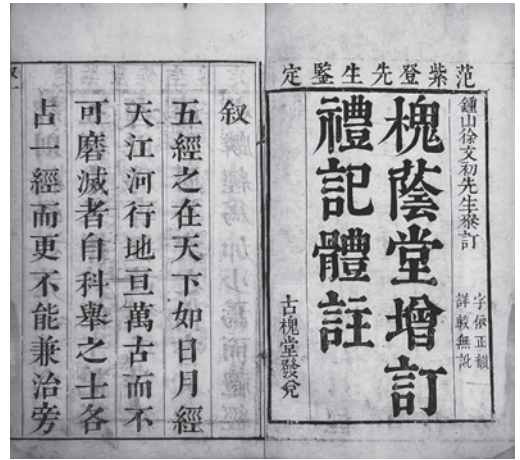 范紫登先生鑒定
鍾山徐文初先生叅訂
字依正韻
詳較無訛
槐蔭堂增訂
禮記體註
古槐堂發兌
叙
五經之在天下如日月經
天江河行地亘萬古而不
可磨滅者自科舉之士各
占一經而更不能兼治旁